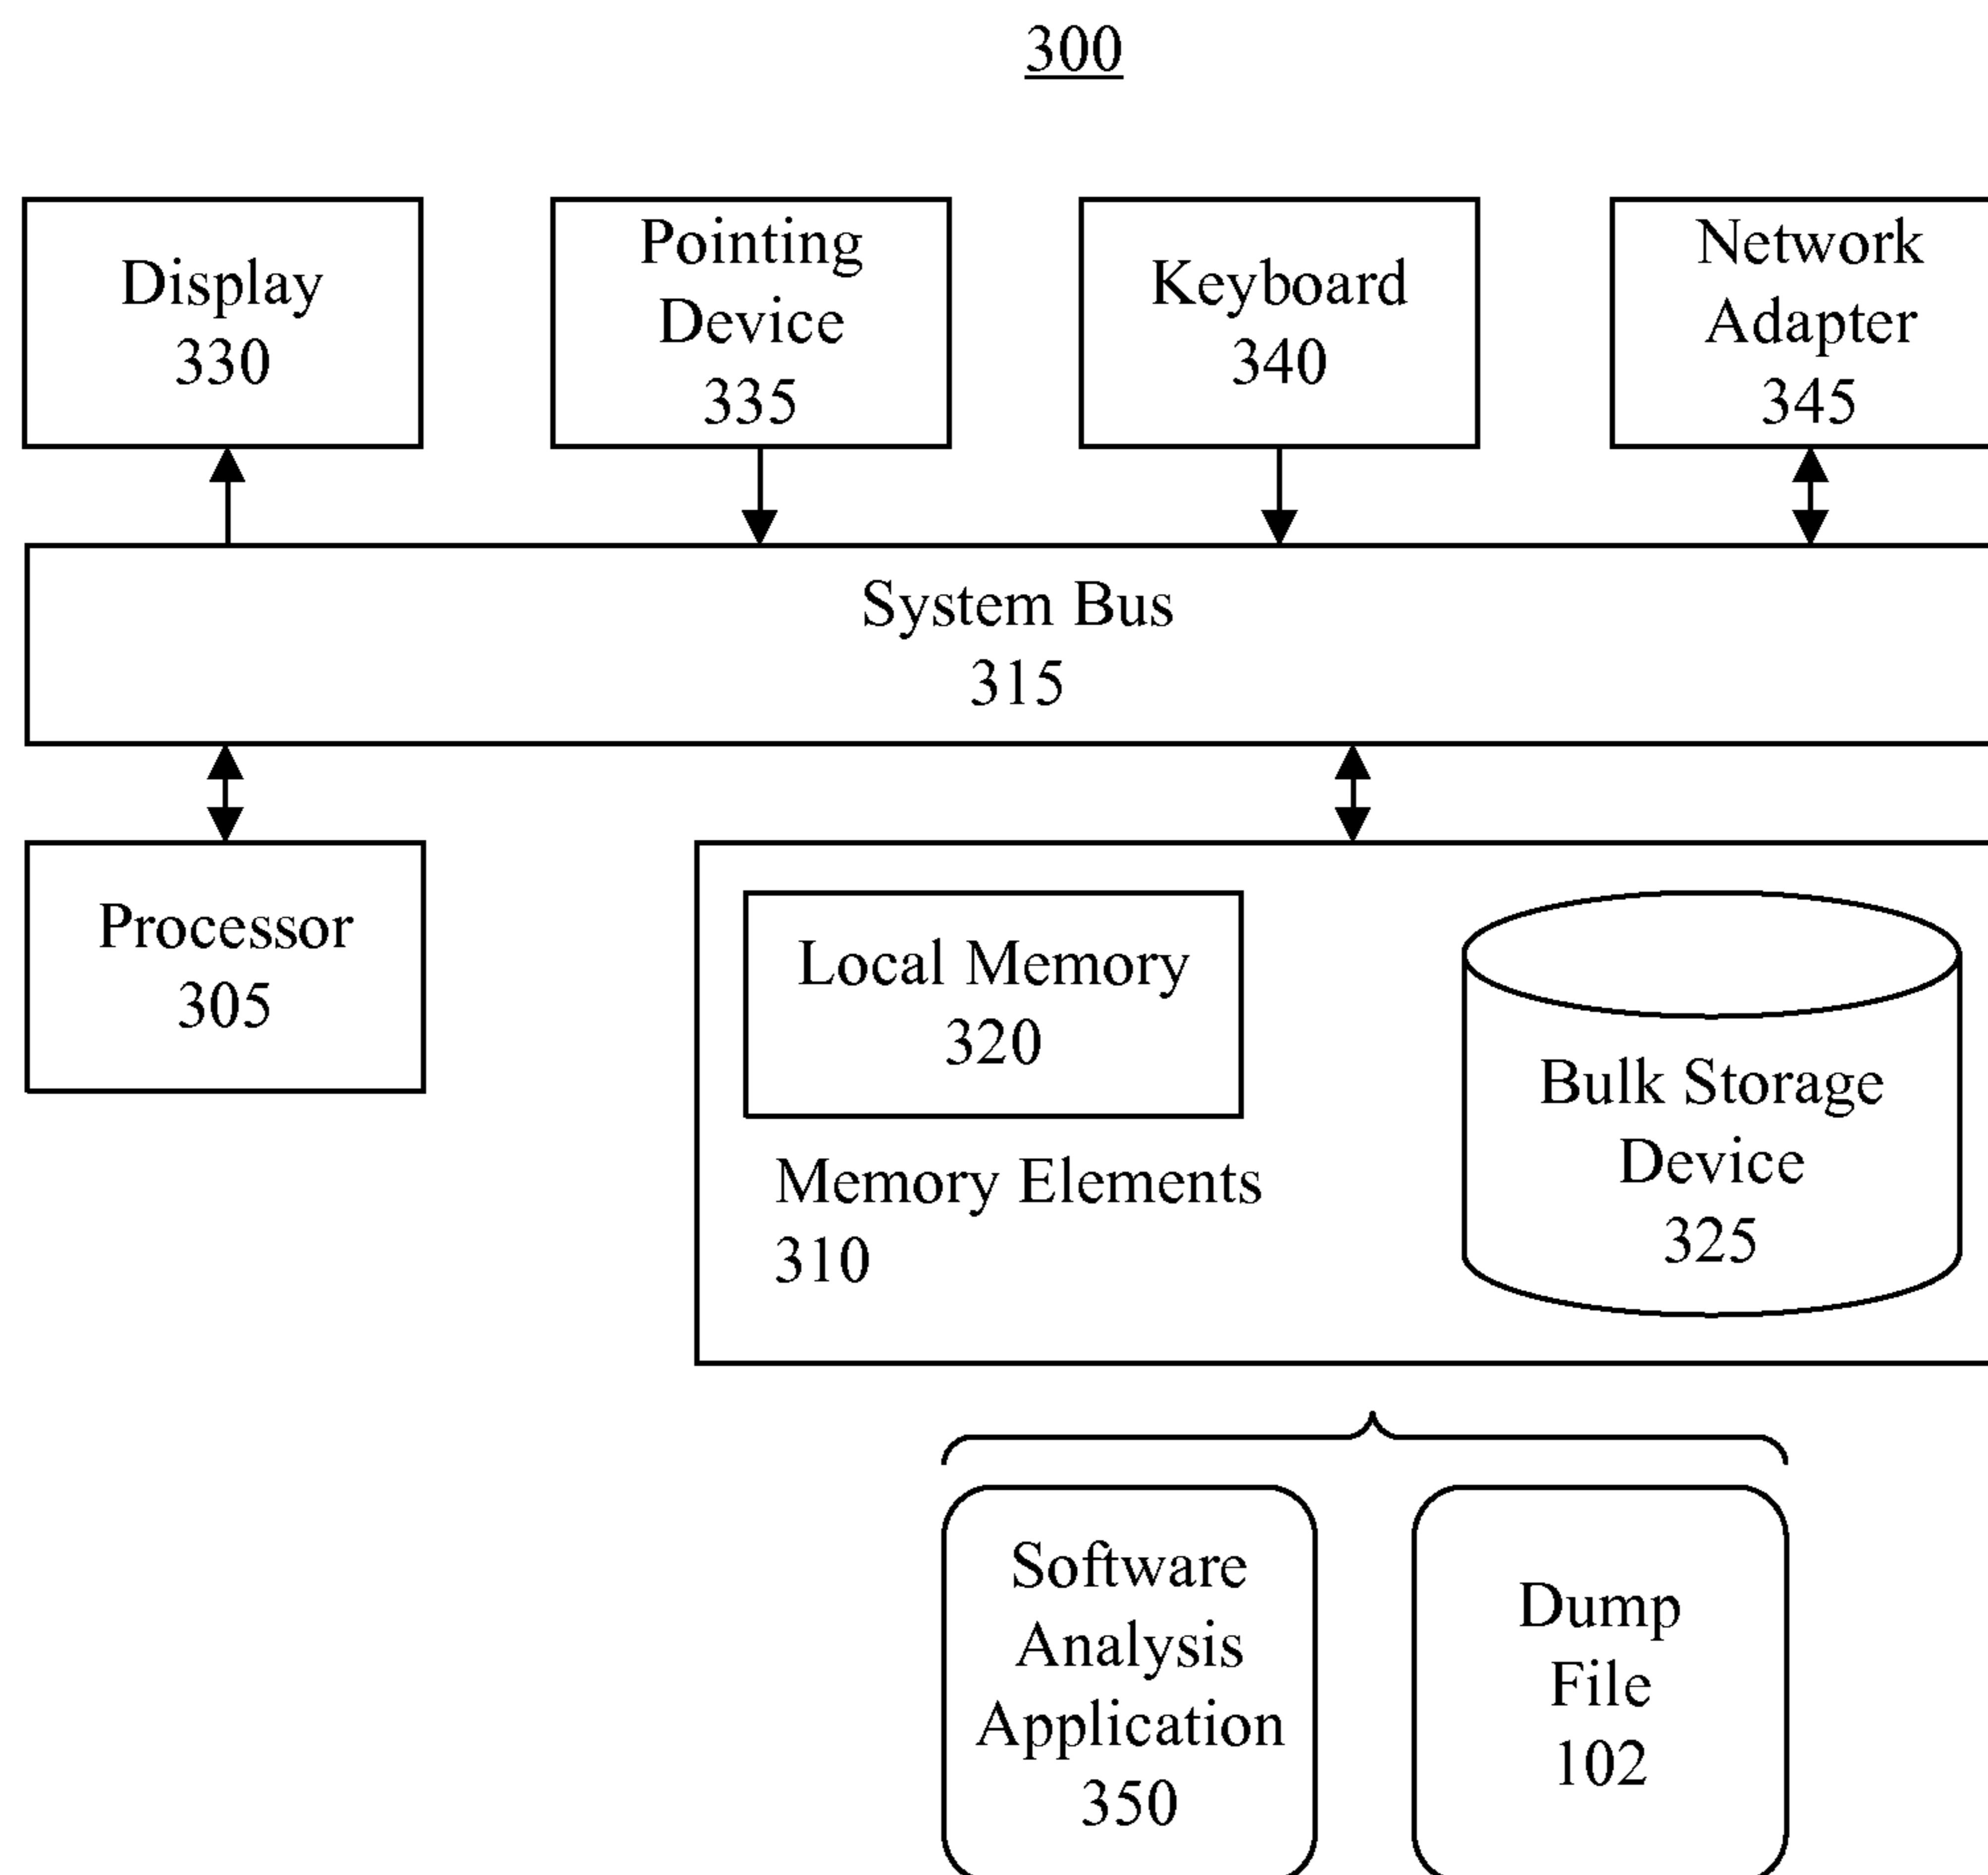 300
Display
330
Pointing
Device
335
Keyboard
340
Network
Adapter
345
System Bus
315
Processor
305
Local Memory
320
Memory Elements
310
Bulk Storage
Device
325
Software
Analysis
Application
350
Dump
File
102